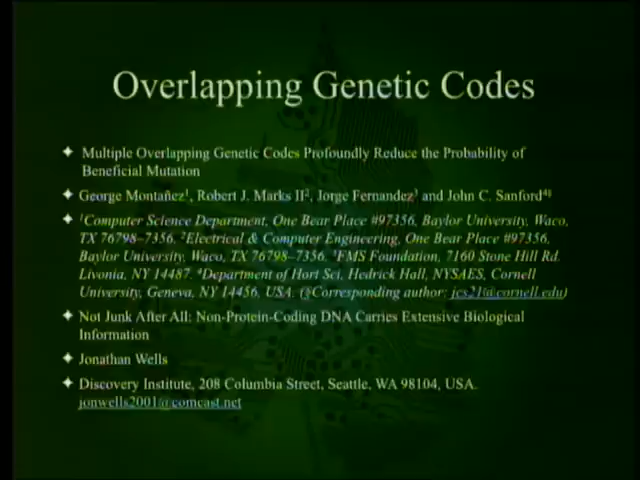 Overlapping Genetic Codes
✦ Multiple Overlapping Genetic Codes Profoundly Reduce the Probability of
Beneficial Mutation
✦ George Montañez¹, Robert J. Marks II², Jorge Fernandez³ and John C. Sanford⁴§
✦ ¹Computer Science Department, One Bear Place #97356, Baylor University, Waco,
TX 76798–7356. ²Electrical & Computer Engineering, One Bear Place #97356,
Baylor University, Waco, TX 76798–7356. ³FMS Foundation, 7160 Stone Hill Rd.
Livonia, NY 14487. ⁴Department of Hort Sci, Hedrick Hall, NYSAES, Cornell
University, Geneva, NY 14456, USA. (@Corresponding author: jcs21@cornell.edu)
✦ Not Junk After All: Non-Protein-Coding DNA Carries Extensive Biological
Information
✦ Jonathan Wells
✦ Discovery Institute, 208 Columbia Street, Seattle, WA 98104, USA.
jonwells2001@comcast.net